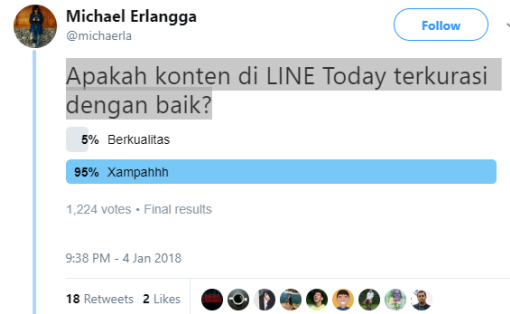 Michael Erlangga
@michaerla
Follow
Apakah konten di LINE Today terkurasi
dengan baik?
5% Berkualitas
95% Xampahhh
1,224 votes • Final results
9:38 PM - 4 Jan 2018
18 Retweets 2 Likes